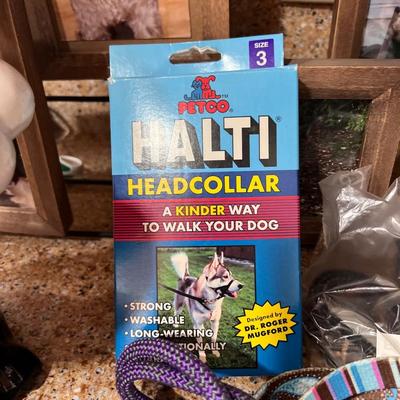 SIZE
3
PETCO
HALTI®
HEADCOLLAR
A KINDER WAY
TO WALK YOUR DOG
• STRONG
• WASHABLE
• LONG-WEARING
Designed by
DR. ROGER
MUGFORD